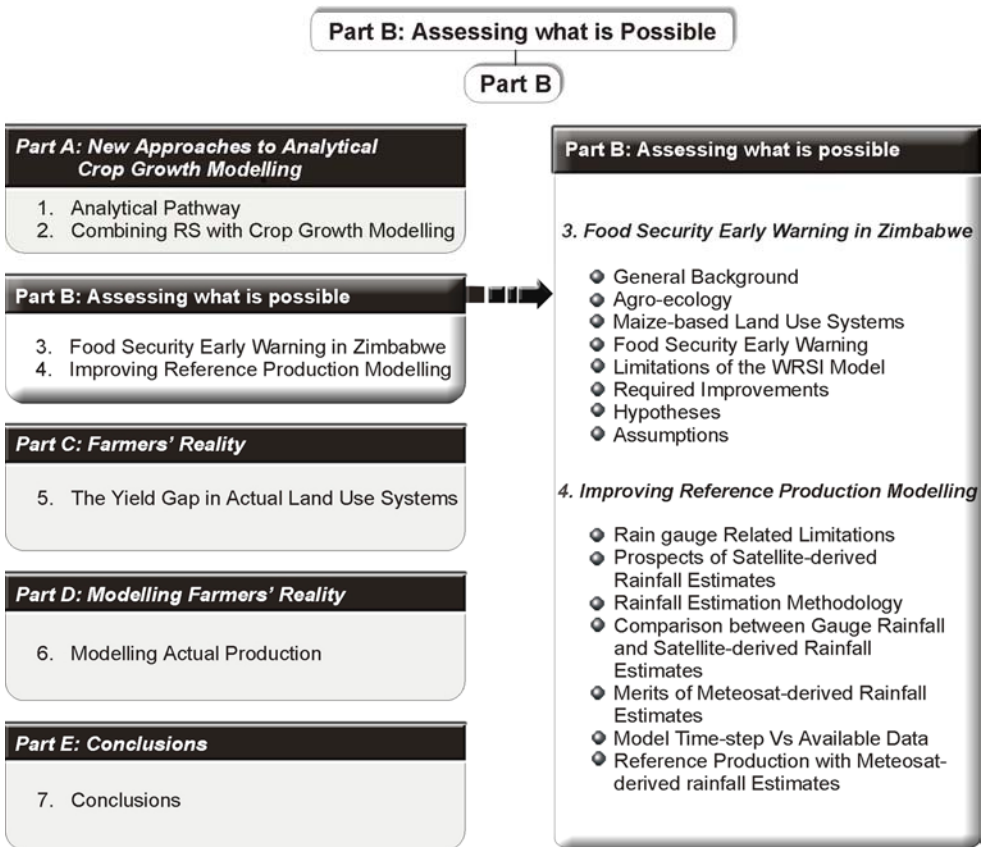 Part B: Assessing what is Possible
Part B
Part A: New Approaches to Analytical
Crop Growth Modelling
1. Analytical Pathway
2. Combining RS with Crop Growth Modelling
Part B: Assessing what is possible
3. Food Security Early Warning in Zimbabwe
4. Improving Reference Production Modelling
Part C: Farmers' Reality
5. The Yield Gap in Actual Land Use Systems
Part D: Modelling Farmers' Reality
6. Modelling Actual Production
Part E: Conclusions
7. Conclusions
Part B: Assessing what is possible
3. Food Security Early Warning in Zimbabwe
General Background
Agro-ecology
Maize-based Land Use Systems
Food Security Early Warning
Limitations of the WRSI Model
Required Improvements
Hypotheses
Assumptions
4. Improving Reference Production Modelling
Rain gauge Related Limitations
Prospects of Satellite-derived
Rainfall Estimates
Rainfall Estimation Methodology
Comparison between Gauge Rainfall
and Satellite-derived Rainfall
Estimates
Merits of Meteosat-derived Rainfall
Estimates
Model Time-step Vs Available Data
Reference Production with Meteosat-
derived rainfall Estimates